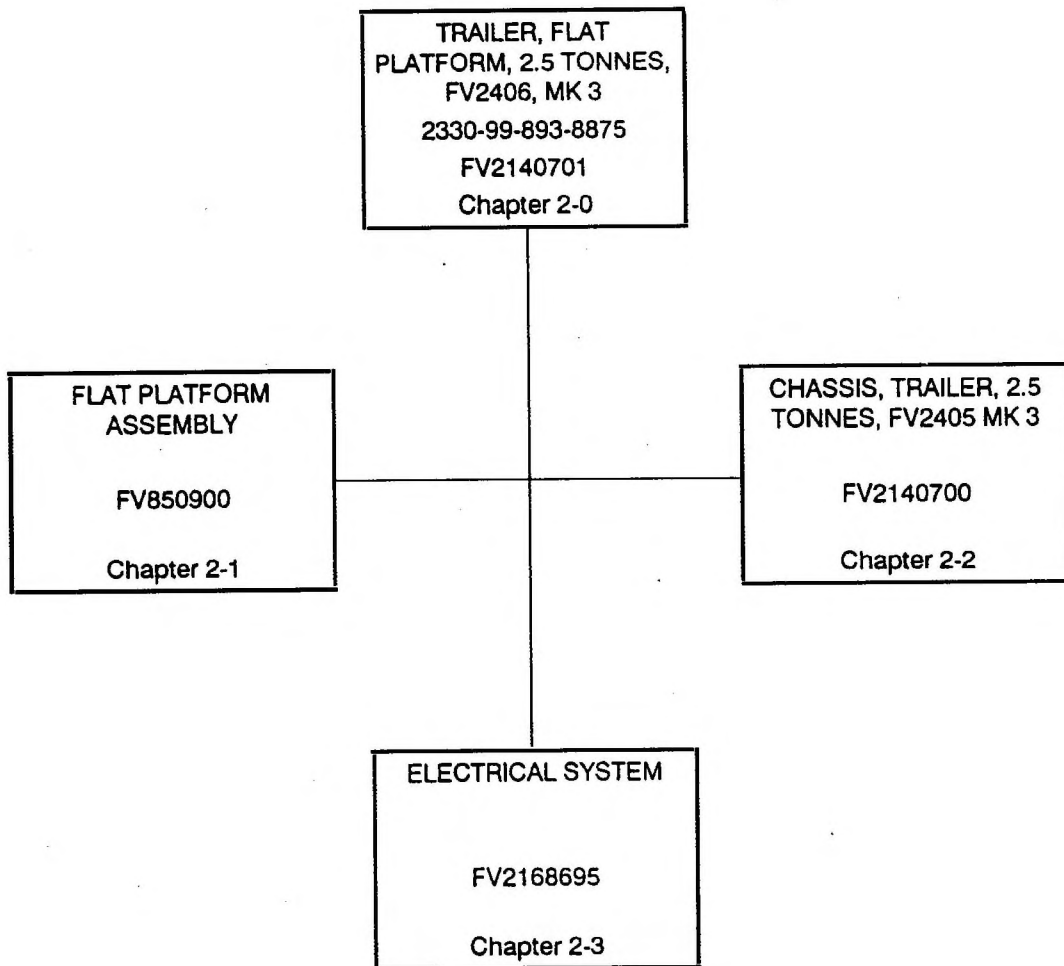 TRAILER, FLAT
PLATFORM, 2.5 TONNES,
FV2406, MK 3
2330-99-893-8875
FV2140701
Chapter 2-0
FLAT PLATFORM
ASSEMBLY
FV850900
Chapter 2-1
CHASSIS, TRAILER, 2.5
TONNES, FV2405 MK 3
FV2140700
Chapter 2-2
ELECTRICAL SYSTEM
FV2168695
Chapter 2-3